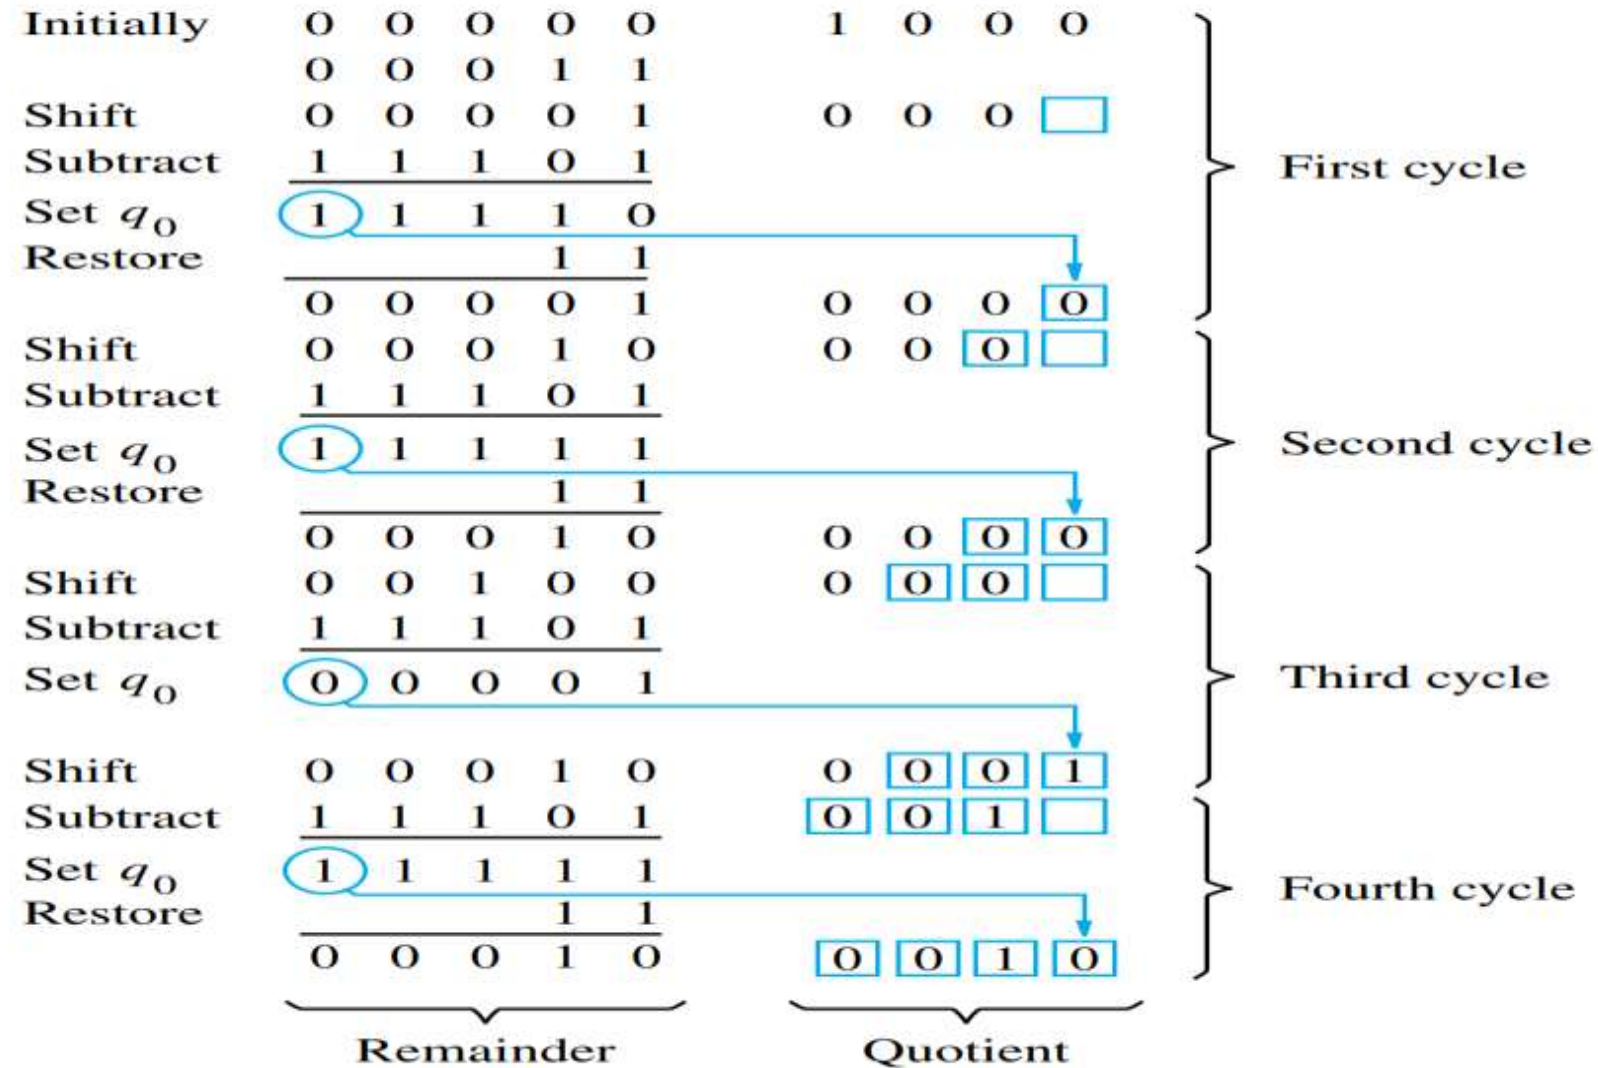 Initially 0 0 0 0 0 1 0 0 0
0 0 0 1 1
Shift 0 0 0 0 1 0 0 0
Subtract 1 1 1 0 1 First cycle
Set q0 1 1 1 1 0
Restore 1 1
0 0 0 0 1 0 0 0 0
Shift 0 0 0 1 0 0 0 0
Subtract 1 1 1 0 1
Set q0 1 1 1 1 1 Second cycle
Restore 1 1
0 0 0 1 0 0 0 0 0
Shift 0 0 1 0 0 0 0 0
Subtract 1 1 1 0 1
Set q0 0 0 0 0 1 Third cycle
Shift 0 0 0 1 0 0 0 0 1
Subtract 1 1 1 0 1 0 0 1
Set q0 1 1 1 1 1 Fourth cycle
Restore 1 1
0 0 0 1 0 0 0 1 0
Remainder Quotient